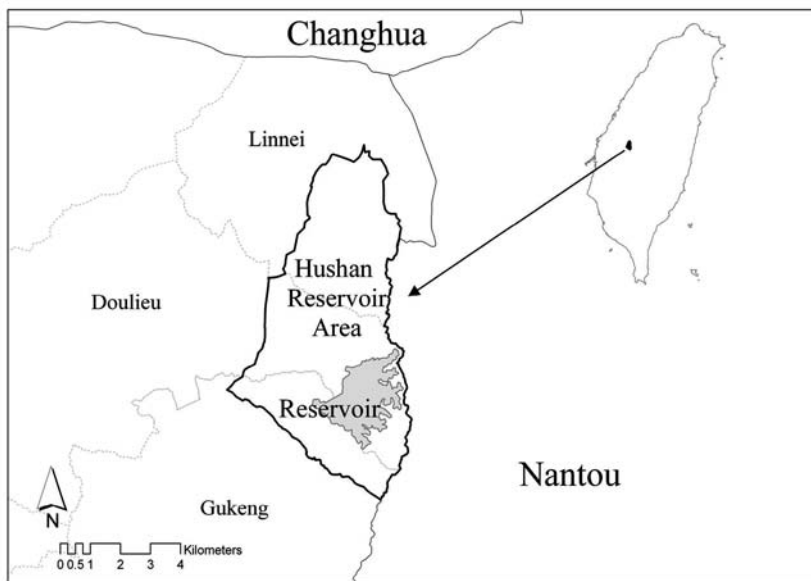 Changhua
Linnei
Hushan
Reservoir
Area
Doulieu
Reservoir
Nantou
Gukeng
N
Kilometers
0 0.5 1 2 3 4